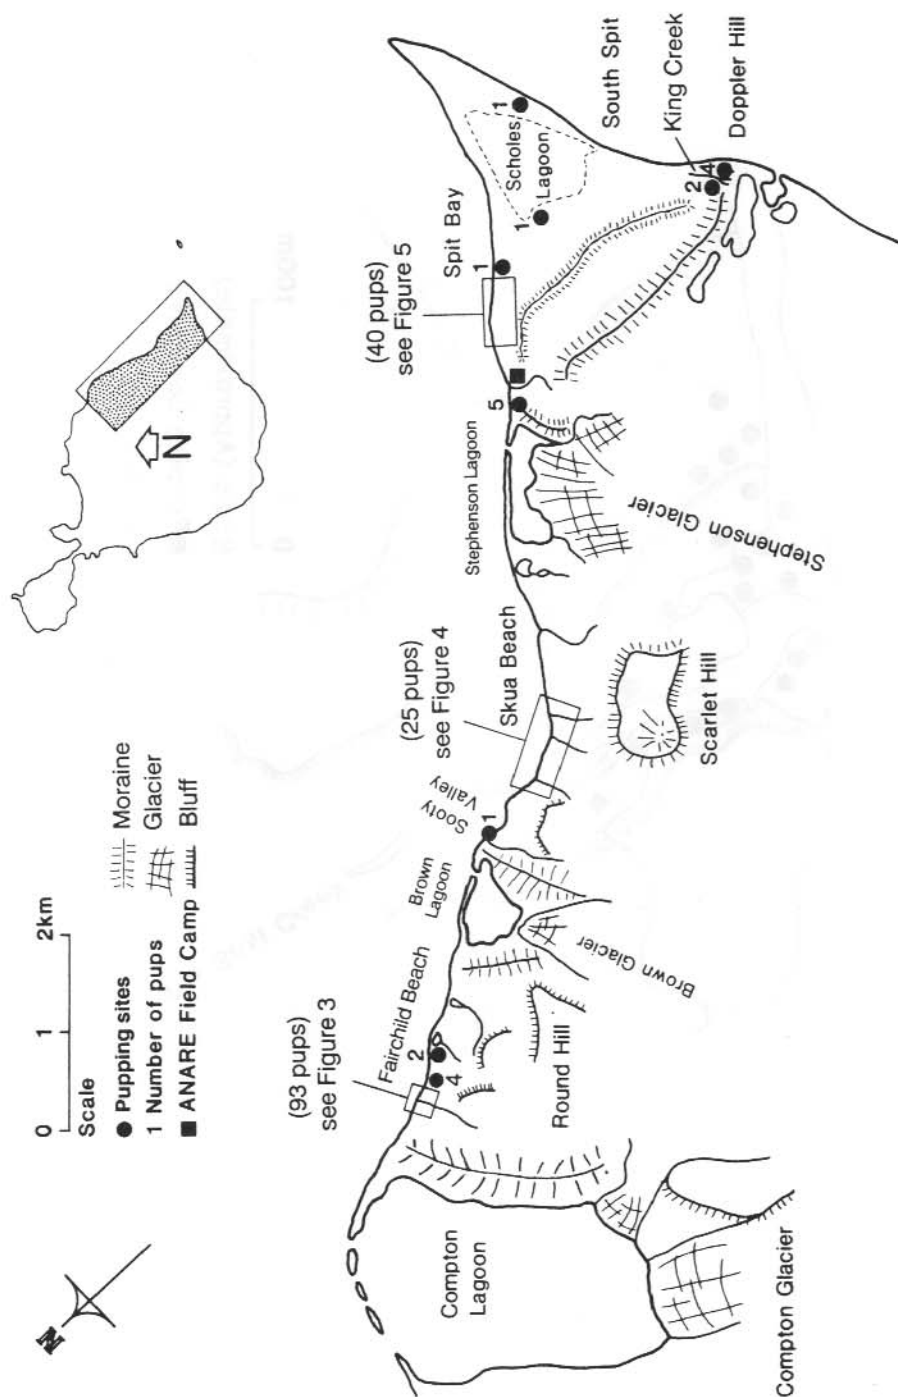 N
Scale
0 1 2km
Pupping sites
1 Number of pups
ANARE Field Camp
Moraine
Glacier
Bluff
N
(93 pups)
see Figure 3
(25 pups)
see Figure 4
(40 pups)
see Figure 5
Compton
Lagoon
Compton Glacier
Fairchild Beach
4
2
Round Hill
Brown
Lagoon
Brown Glacier
Sooty
Valley
1
Skua Beach
Scarlet Hill
Stephenson Lagoon
Stephenson Glacier
5
Spit Bay
1
1
Scholes
Lagoon
1
South Spit
King Creek
2
4
Doppler Hill